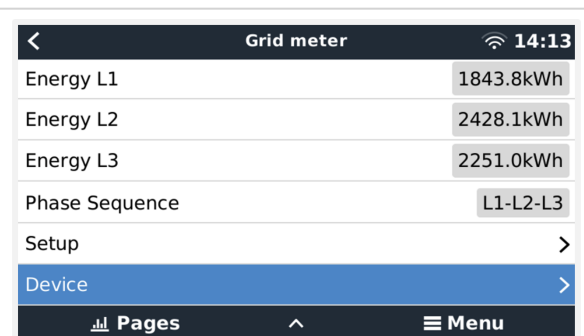 Grid meter 14:13
Energy L1 1843.8kWh
Energy L2 2428.1kWh
Energy L3 2251.0kWh
Phase Sequence L1-L2-L3
Setup
Device
Pages Menu